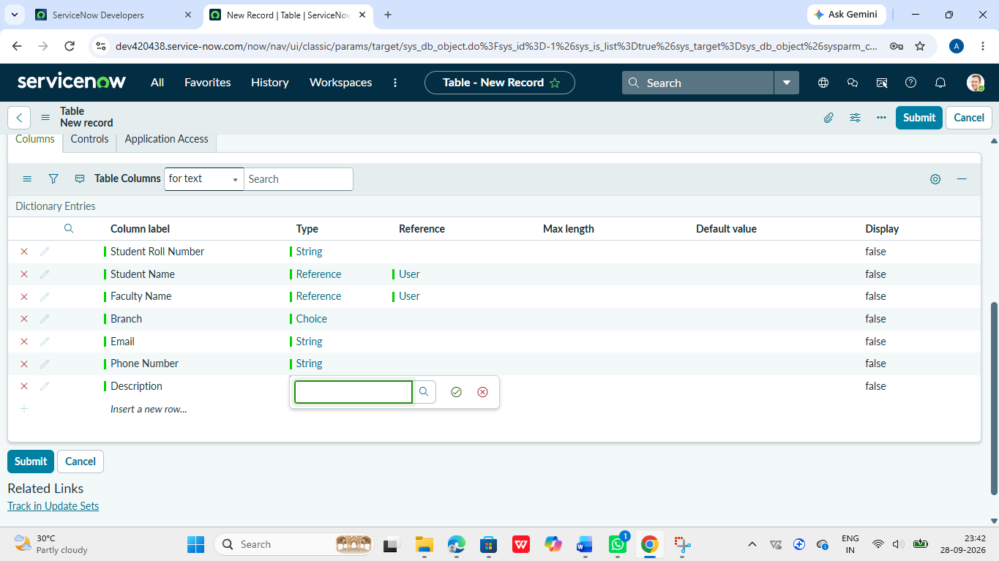 ServiceNow Developers
New Record | Table | ServiceNow
Ask Gemini
dev420438.service-now.com/now/nav/ui/classic/params/target/sys_db_object.do%3Fsys_id%3D-1%26sys_is_list%3Dtrue%26sys_target%3Dsys_db_object%26sysparm_c...
A
servicenow All Favorites History Workspaces Table - New Record Search
Table
New record
Submit Cancel
Columns Controls Application Access
Table Columns for text Search
Dictionary Entries
Column label Type Reference Max length Default value Display
Student Roll Number String false
Student Name Reference User false
Faculty Name Reference User false
Branch Choice false
Email String false
Phone Number String false
Description false
Insert a new row...
Submit Cancel
Related Links
Track in Update Sets
30°C
Partly cloudy
Search
1
ENG
IN
23:42
28-09-2026